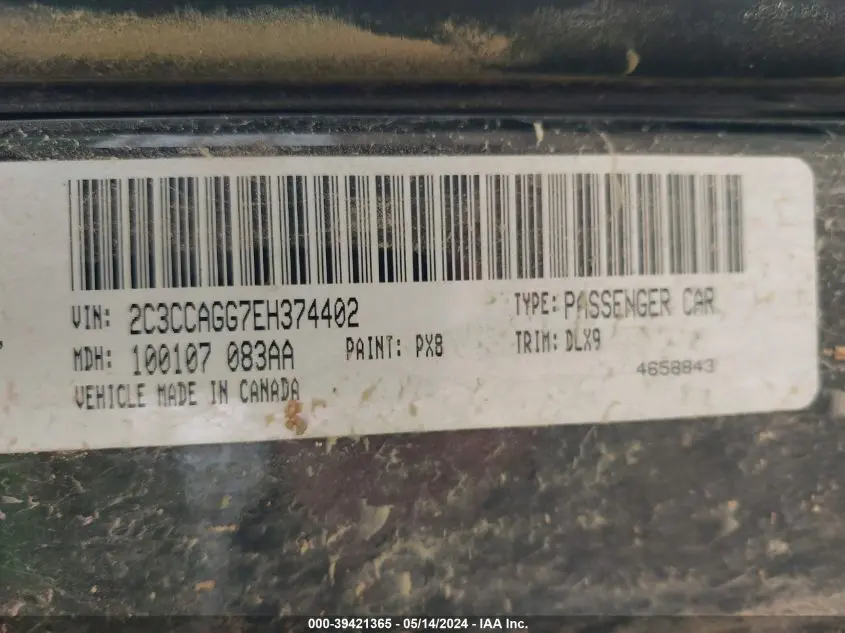 VIN: 2C3CCAGG7EH374402 TYPE: PASSENGER CAR
MDH: 100107 083AA PAINT: PX8 TRIM: DLX9
VEHICLE MADE IN CANADA 4658843
000-39421365 - 05/14/2024 - IAA Inc.